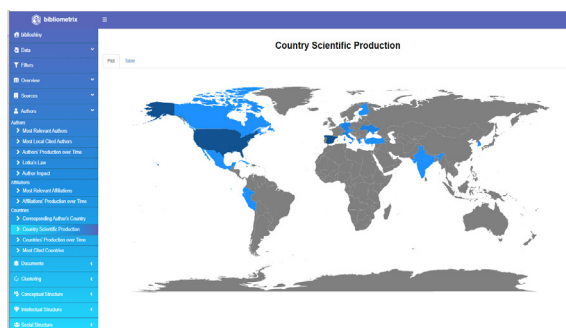 bibliometrix
biblioshiny
Data
Filters
Overview
Sources
Authors
Authors
Most Relevant Authors
Most Local Cited Authors
Authors' Production over Time
Lotka's Law
Author Impact
Affiliations
Most Relevant Affiliations
Affiliations' Production over Time
Countries
Corresponding Author's Country
Country Scientific Production
Countries' Production over Time
Most Cited Countries
Documents
Clustering
Conceptual Structure
Intellectual Structure
Social Structure
Country Scientific Production
Plot Table